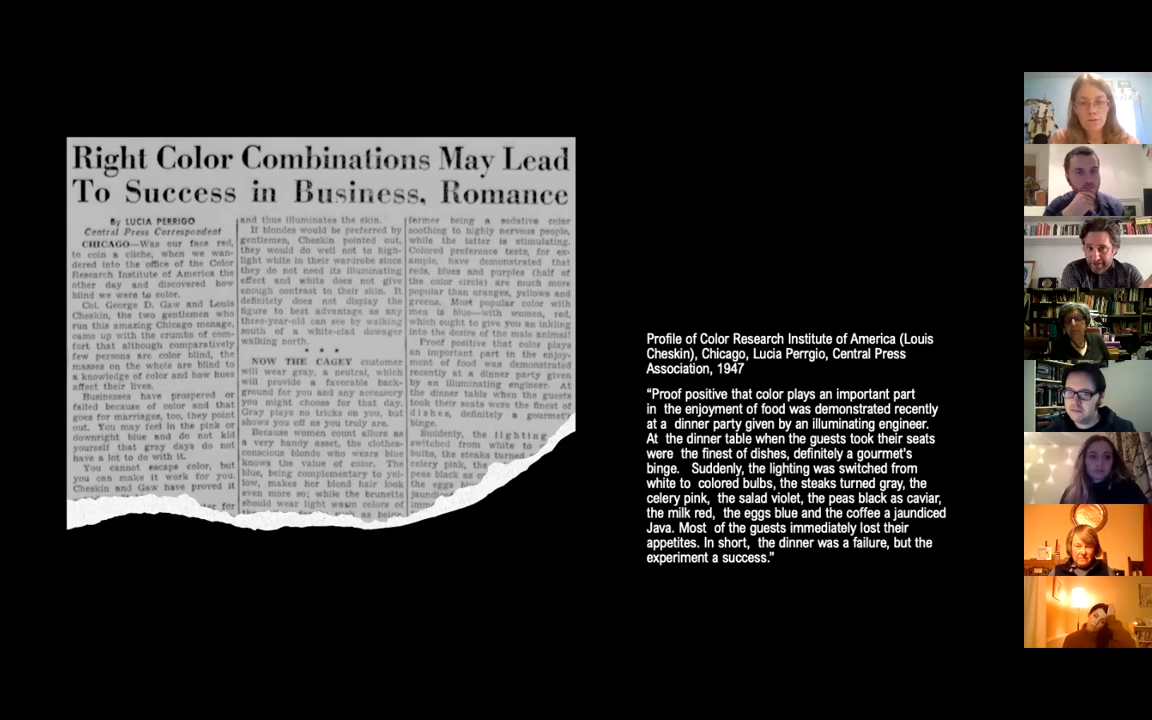 Right Color Combinations May Lead
To Success in Business, Romance
By LUCIA PERRIGO
Central Press Correspondent
CHICAGO—Was our face red,
to coin a cliche, when we wan-
dered into the office of the Color
Research Institute of America the
other day and discovered how
blind we were to color.
Col. George D. Gaw and Louis
Cheskin, the two gentlemen who
run this amazing Chicago menage,
came up with the crumbs of com-
fort that although comparatively
few persons are color blind, the
masses on the whole are blind to
a knowledge of color and how hues
affect their lives.
Businesses have prospered or
failed because of color and that
goes for marriages, too, they point
out. You may feel in the pink or
downright blue and do not kid
yourself that gray days do not
have a lot to do with it.
You cannot escape color, but
you can make it work for you.
Cheskin and Gaw have proved it
for
and thus illuminates the skin.
If blondes would be preferred by
gentlemen, Cheskin pointed out,
they would do well not to high-
light white in their wardrobe since
they do not need its illuminating
effect and white does not give
enough contrast to their skin. It
definitely does not display the
figure to best advantage as any
three-year-old can see by walking
south of a white-clad dowager
walking north.
* * *
NOW THE CAGEY customer
will wear gray, a neutral, which
will provide a favorable back-
ground for you and any accessory
you might choose for that day.
Gray plays no tricks on you, but
shows you off as you truly are.
Because women count allure as
a very handy asset, the clothes-
conscious blonde who wears blue
knows the value of color. The
blue, being complementary to yel-
low, makes her blond hair look
even more so; while the brunette
should wear light warm colors of
as being
former being a sedative color
soothing to highly nervous people,
while the latter is stimulating.
Colored preference tests, for ex-
ample, have demonstrated that
reds, blues and purples (half of
the color circle) are much more
popular than oranges, yellows and
greens. Most popular color with
men is blue—with women, red,
which ought to give you an inkling
into the desire of the male animal!
Proof positive that color plays
an important part in the enjoy-
ment of food was demonstrated
recently at a dinner party given
by an illuminating engineer. At
the dinner table when the guests
took their seats were the finest of
dishes, definitely a gourmet's
binge.
Suddenly, the lighting
switched from white to
bulbs, the steaks turned
celery pink, the sal
peas black as
the eggs
jaund
imm
Profile of Color Research Institute of America (Louis
Cheskin), Chicago, Lucia Perrgio, Central Press
Association, 1947
“Proof positive that color plays an important part
in the enjoyment of food was demonstrated recently
at a dinner party given by an illuminating engineer.
At the dinner table when the guests took their seats
were the finest of dishes, definitely a gourmet's
binge. Suddenly, the lighting was switched from
white to colored bulbs, the steaks turned gray, the
celery pink, the salad violet, the peas black as caviar,
the milk red, the eggs blue and the coffee a jaundiced
Java. Most of the guests immediately lost their
appetites. In short, the dinner was a failure, but the
experiment a success.”